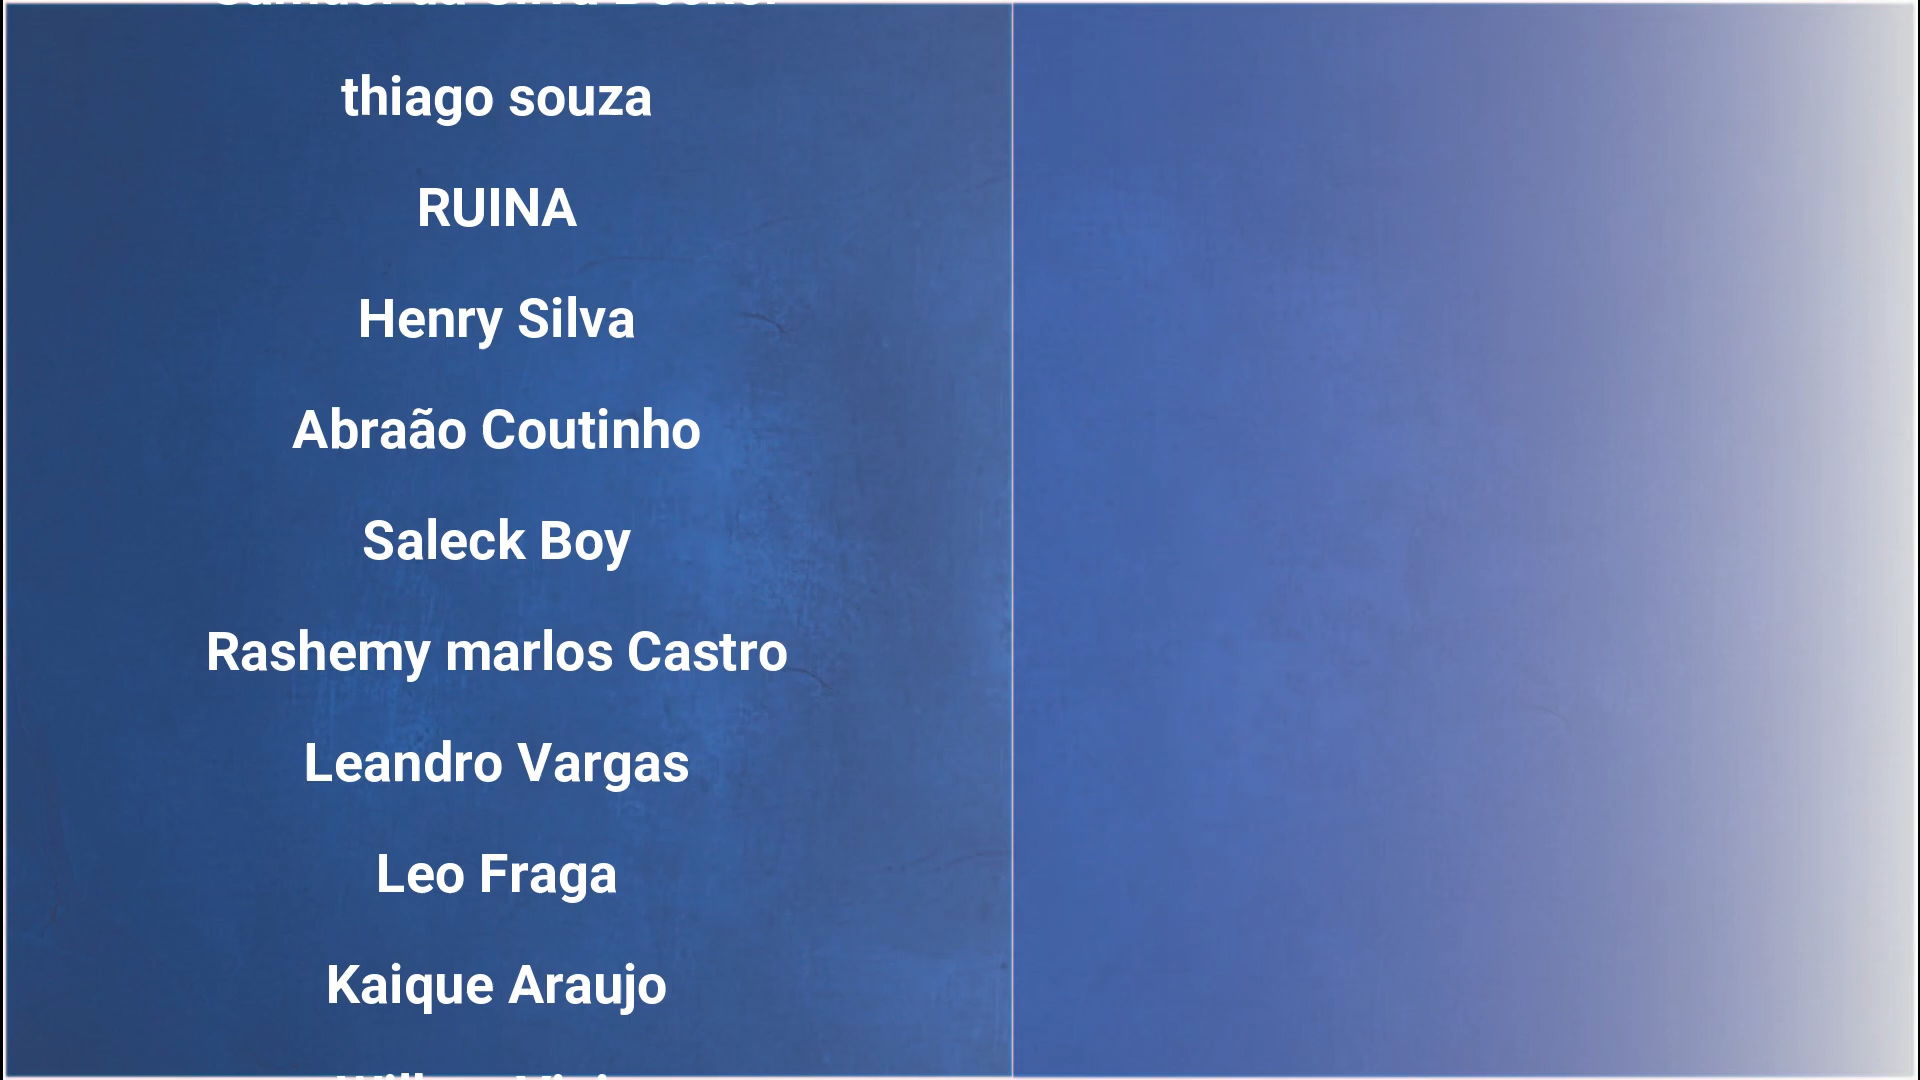 thiago souza
RUINA
Henry Silva
Abraão Coutinho
Saleck Boy
Rashemy marlos Castro
Leandro Vargas
Leo Fraga
Kaique Araujo